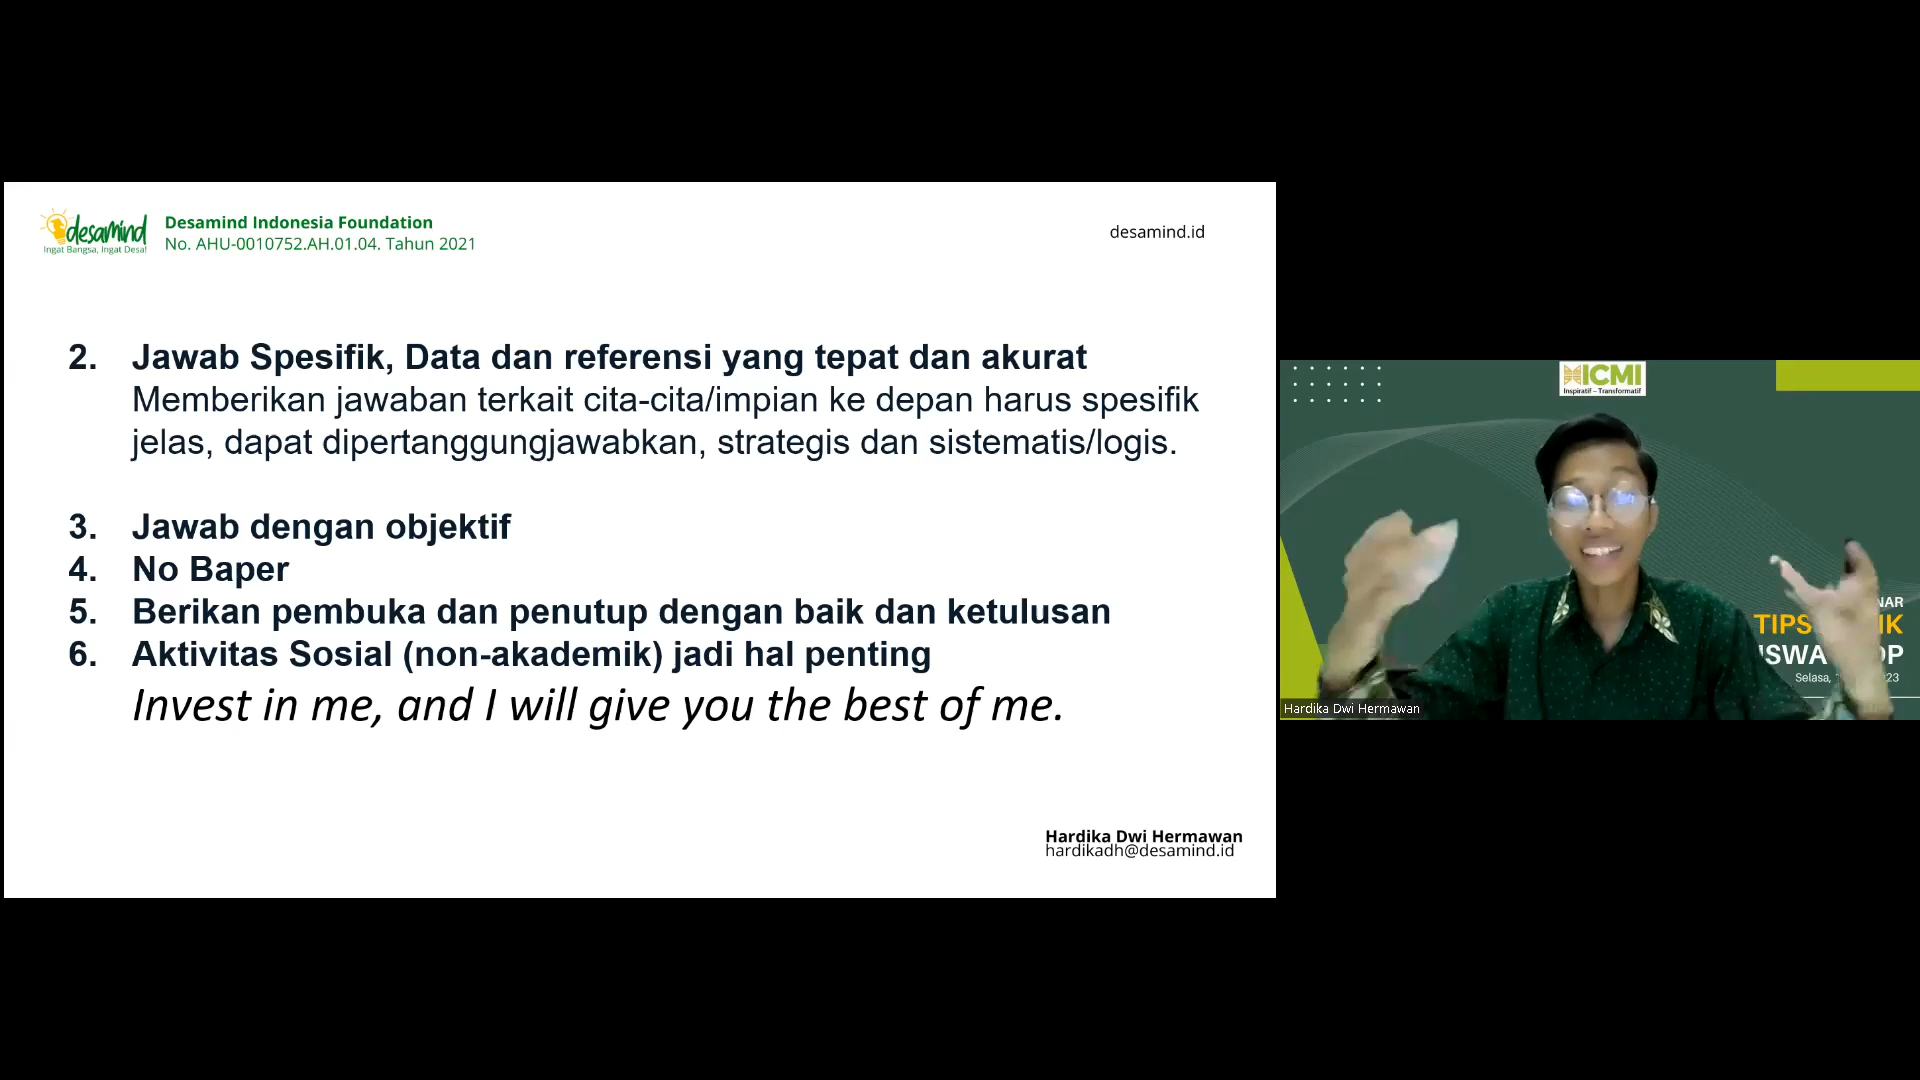 desamind
Ingat Bangsa, Ingat Desa!
Desamind Indonesia Foundation
No. AHU-0010752.AH.01.04. Tahun 2021
desamind.id
2. Jawab Spesifik, Data dan referensi yang tepat dan akurat
Memberikan jawaban terkait cita-cita/impian ke depan harus spesifik
jelas, dapat dipertanggungjawabkan, strategis dan sistematis/logis.
3. Jawab dengan objektif
4. No Baper
5. Berikan pembuka dan penutup dengan baik dan ketulusan
6. Aktivitas Sosial (non-akademik) jadi hal penting
Invest in me, and I will give you the best of me.
Hardika Dwi Hermawan
hardikadh@desamind.id
ICMI
Inspiratif – Transformatif
NAR
TIPS IK
ISWA DP
Selasa, 23
Hardika Dwi Hermawan